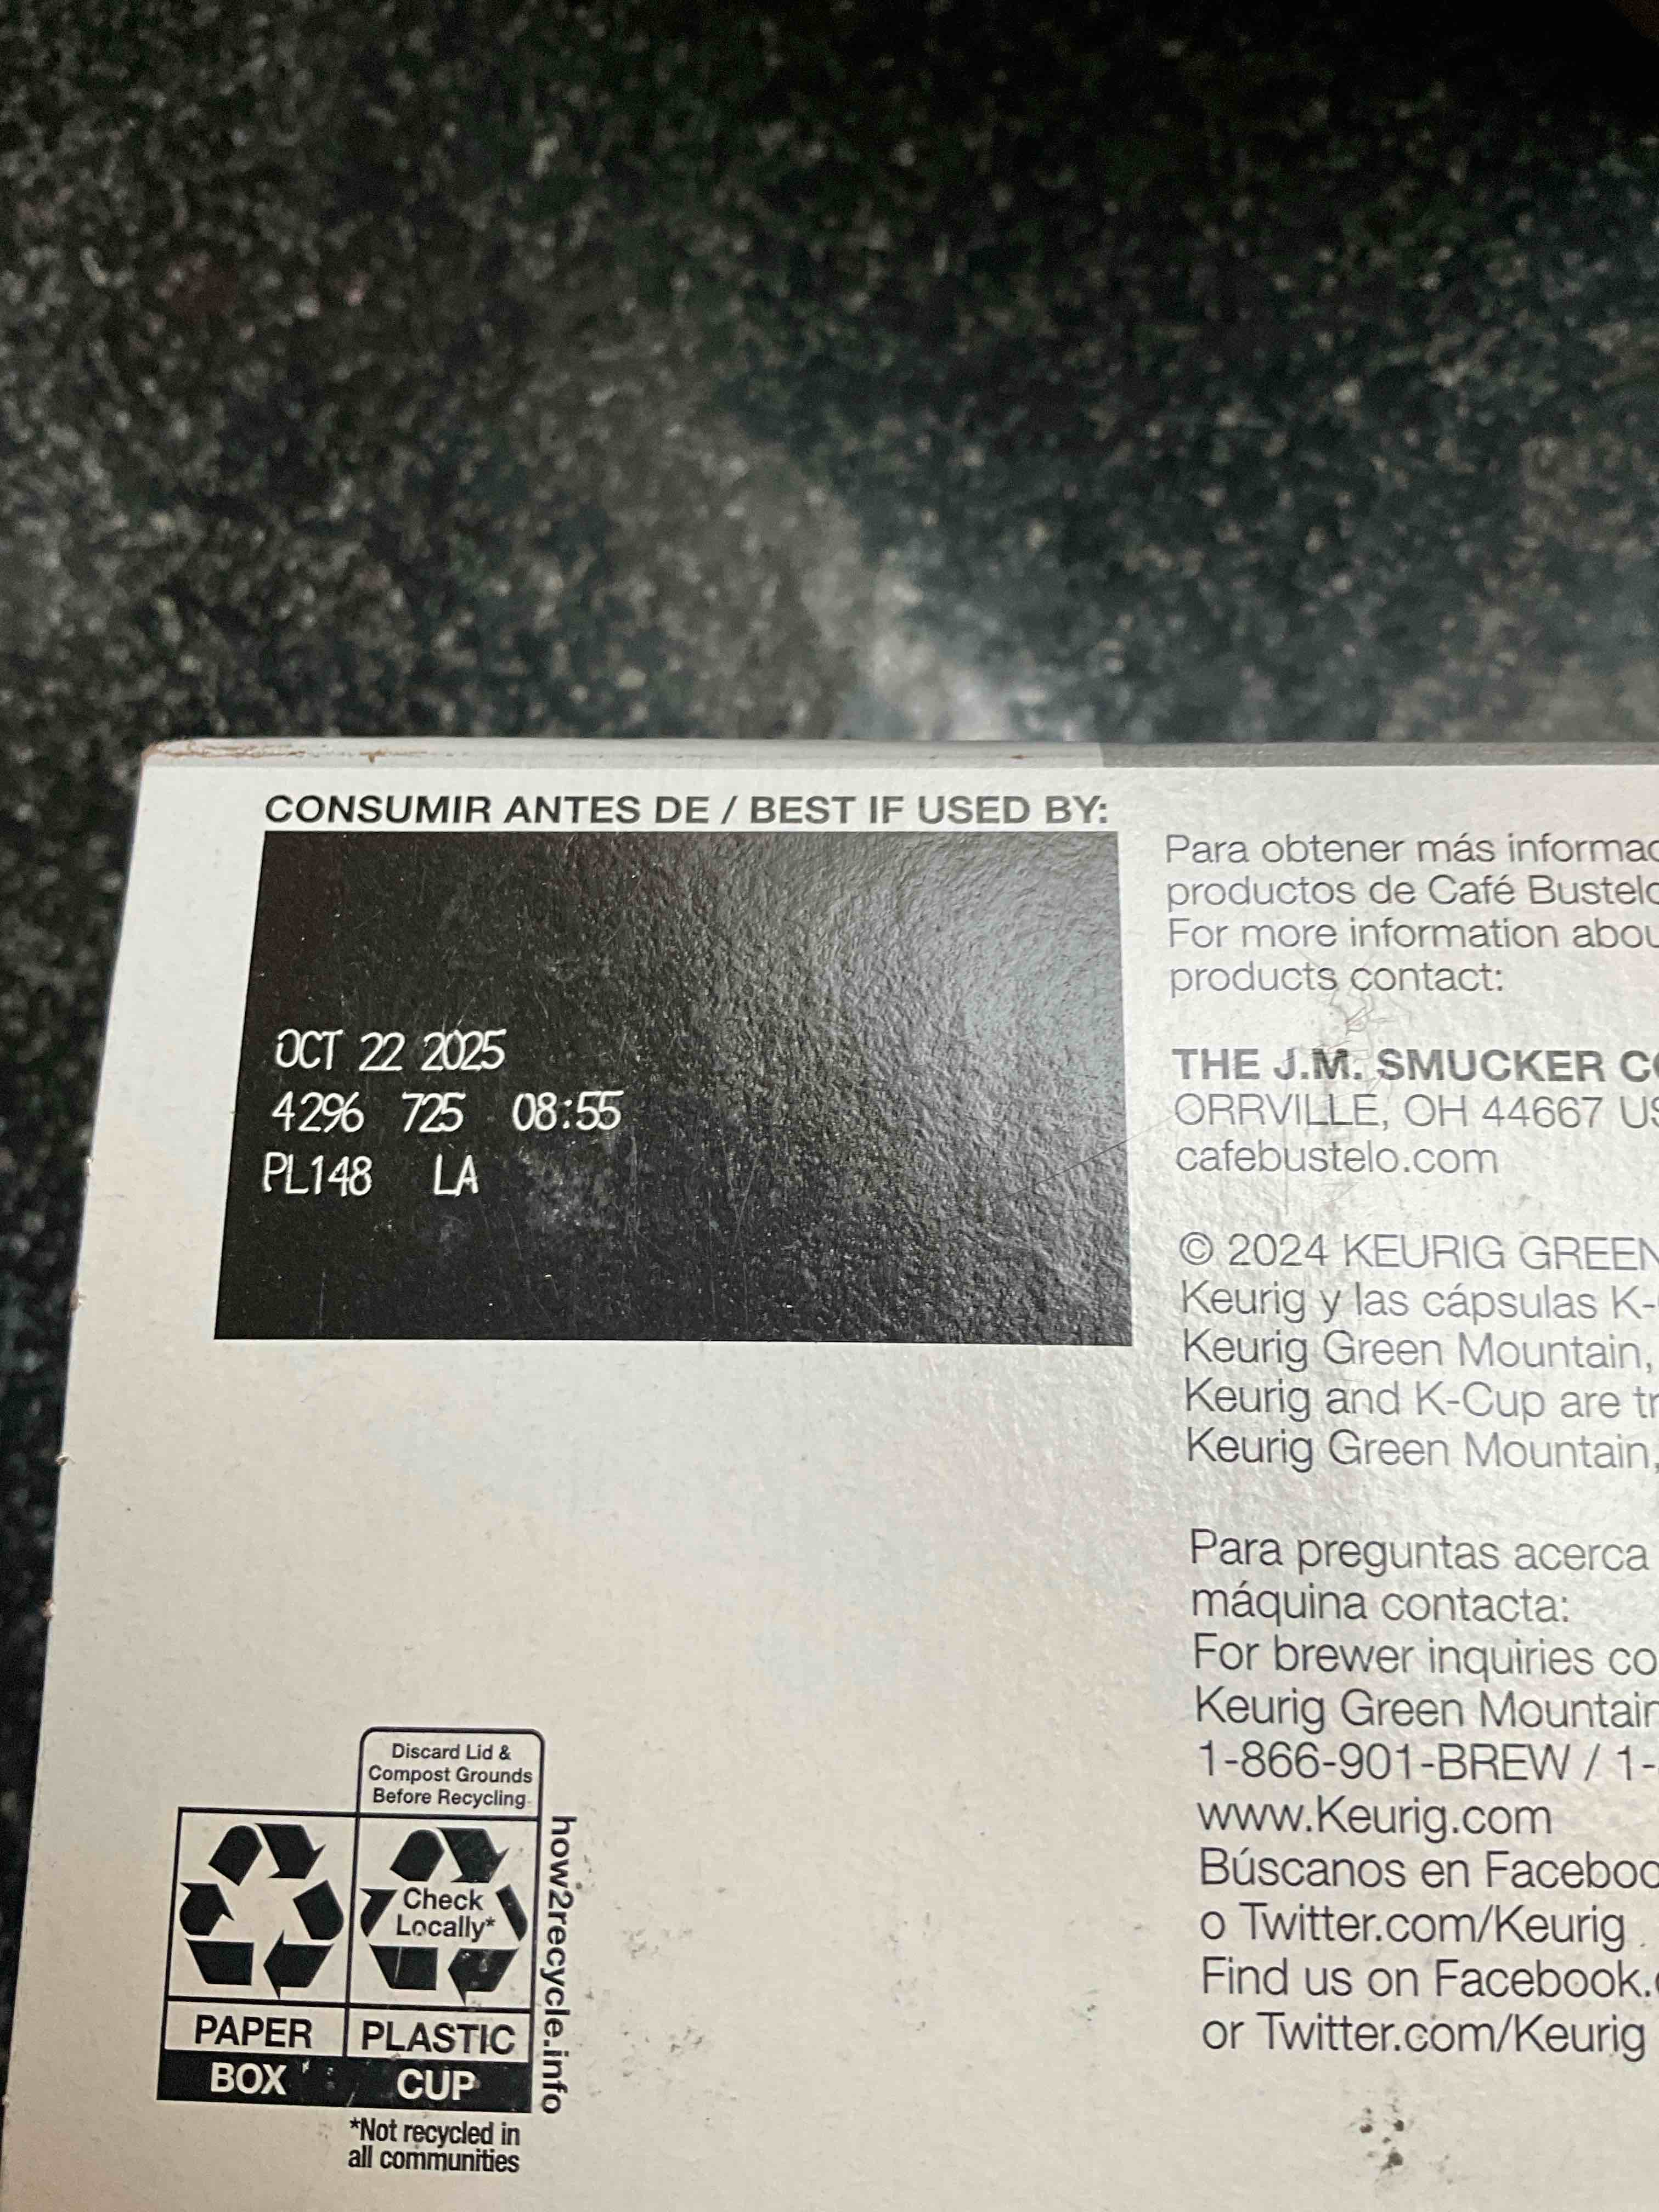 CONSUMIR ANTES DE / BEST IF USED BY:
OCT 22 2025
4296 725 08:55
PL148 LA
Para obtener más
productos de Café
For more information
products contact:
THE J.M. SMUCKER
ORRVILLE, OH 44667
cafebustelo.com
© 2024 KEURIG GREEN
Keurig y las cápsulas
Keurig Green Mountain,
Keurig and K-Cup are
Keurig Green Mountain,
Para preguntas acerca
máquina contacta:
For brewer inquiries
Keurig Green
1-866-901-BREW /
www.Keurig.com
Búscanos en
o Twitter.com/Keurig
Find us on
or Twitter.com/Keurig
Discard Lid &
Compost Grounds
Before Recycling
Check
Locally*
PAPER PLASTIC
BOX CUP
how2recycle.info
*Not recycled in
all communities